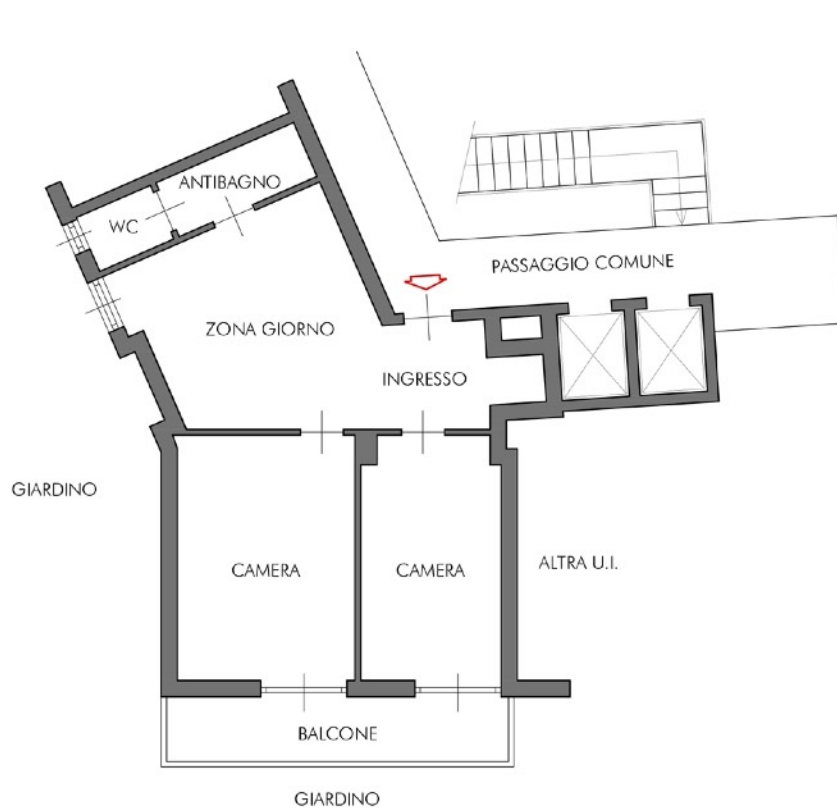 ANTIBAGNO
WC
PASSAGGIO COMUNE
ZONA GIORNO
INGRESSO
GIARDINO
CAMERA
CAMERA
ALTRA U.I.
BALCONE
GIARDINO